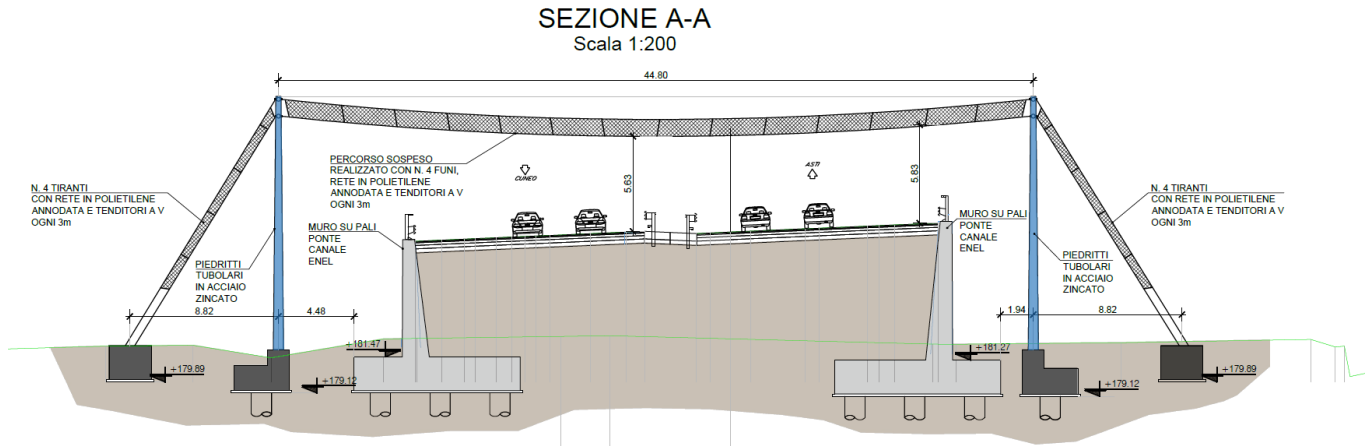 SEZIONE A-A
Scala 1:200
44.80
PERCORSO SOSPESO
REALIZZATO CON N. 4 FUNI,
RETE IN POLIETILENE
ANNODATA E TENDITORI A V
OGNI 3m
CUNEO
5.63
ASTI
5.83
N. 4 TIRANTI
CON RETE IN POLIETILENE
ANNODATA E TENDITORI A V
OGNI 3m
N. 4 TIRANTI
CON RETE IN POLIETILENE
ANNODATA E TENDITORI A V
OGNI 3m
MURO SU PALI
PONTE
CANALE
ENEL
MURO SU PALI
PONTE
CANALE
ENEL
PIEDRITTI
TUBOLARI
IN ACCIAIO
ZINCATO
PIEDRITTI
TUBOLARI
IN ACCIAIO
ZINCATO
8.82
4.48
1.94
8.82
+181.47
+181.27
+179.89
+179.12
+179.12
+179.89